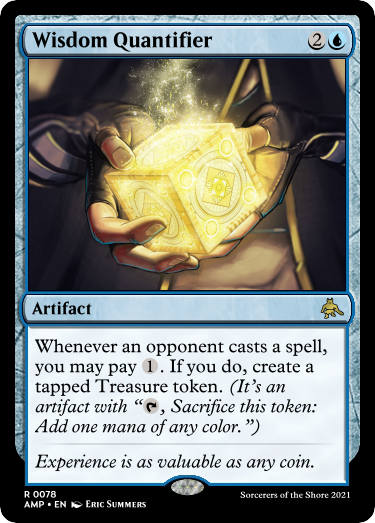 Wisdom Quantifier 2
Artifact
Whenever an opponent casts a spell,
you may pay 1. If you do, create a
tapped Treasure token. (It's an
artifact with “, Sacrifice this token:
Add one mana of any color.”)
Experience is as valuable as any coin.
R 0078
AMP • EN Eric Summers
Sorcerers of the Shore 2021